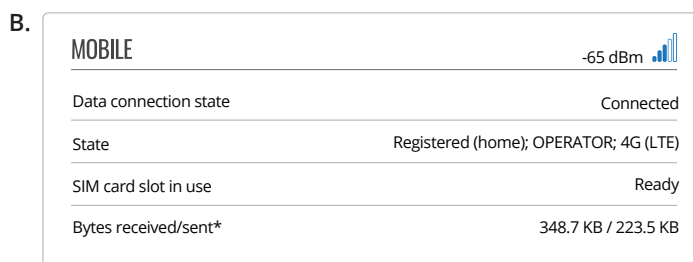 B.
MOBILE -65 dBm
Data connection state Connected
State Registered (home); OPERATOR; 4G (LTE)
SIM card slot in use Ready
Bytes received/sent* 348.7 KB / 223.5 KB